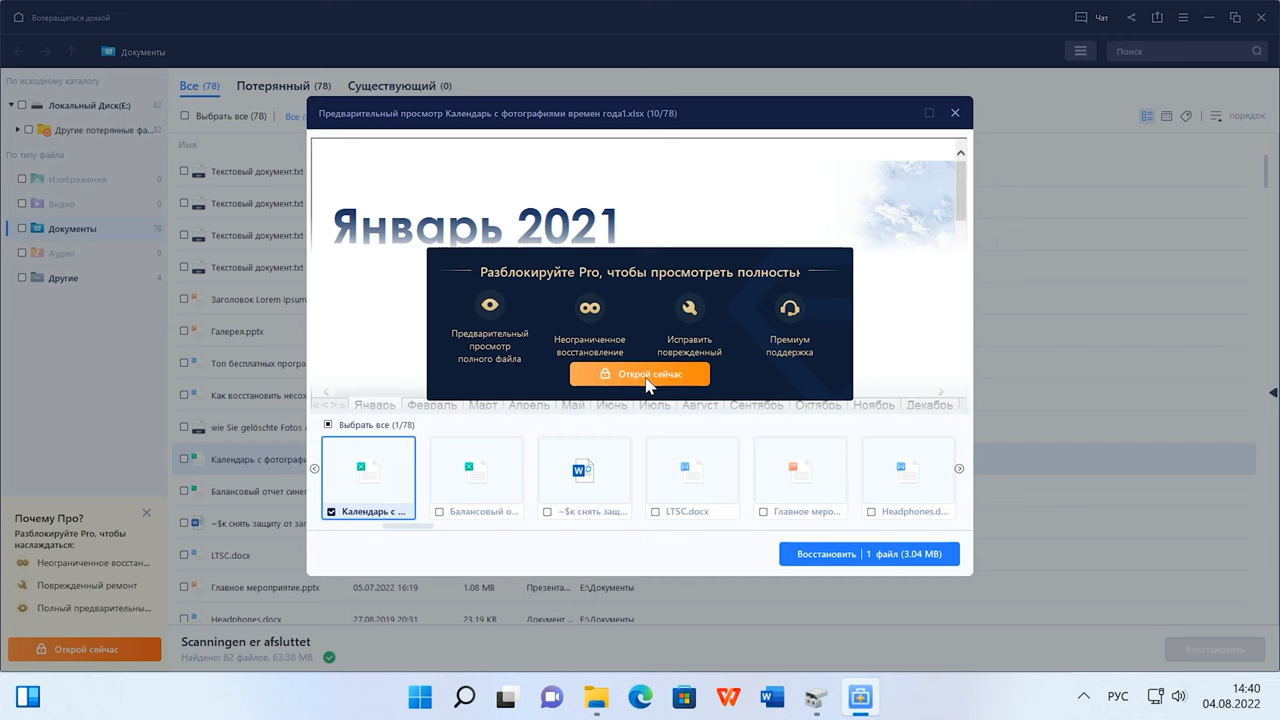 Возвращаться домой
Чат
Документы
Поиск
По исходному каталогу
Локальный Диск(E:) 82
Другие потерянные фа... 82
По типу файла
Изображения 0
Видео 0
Документы 78
Аудио 0
Другие 4
Все (78) Потерянный (78) Существующий (0)
Выбрать все (78) Все (
порядок
Имя
Текстовый документ.txt
Текстовый документ.txt
Текстовый документ.txt
Текстовый документ.txt
Заголовок Lorem Ipsum
Галерея.pptx
Топ бесплатных програ
Как восстановить несох
wie Sie gelöschte Fotos
Календарь с фотографи
Балансовый отчет синег
~$к снять защиту от зап
LTSC.docx
Главное мероприятие.pptx 05.07.2022 16:19 1.08 MB Презента... E:\Документы
Headphones.docx 27.08.2019 20:31 23.19 KB Документ ... E:\Документы
Предварительный просмотр Календарь с фотографиями времен года1.xlsx (10/78)
Январь 2021
Разблокируйте Pro, чтобы просмотреть полность
Предварительный
просмотр
полного файла
Неограниченное
восстановление
Исправить
поврежденный
Премиум
поддержка
Открой сейчас
Январь Февраль Март Апрель Май Июнь Июль Август Сентябрь Октябрь Ноябрь Декабрь
Выбрать все (1/78)
Календарь с ...
Балансовый о...
~$к снять защ...
LTSC.docx
Главное меро...
Headphones.d...
Восстановить | 1 файл (3.04 MB)
Почему Про?
Разблокируйте Pro, чтобы
наслаждаться:
Неограниченное восстан...
Поврежденный ремонт
Полный предварительны...
Открой сейчас
Scanningen er afsluttet
Найдено: 82 файлов, 63.38 MB
Восстановить
РУС
14:40
04.08.2022